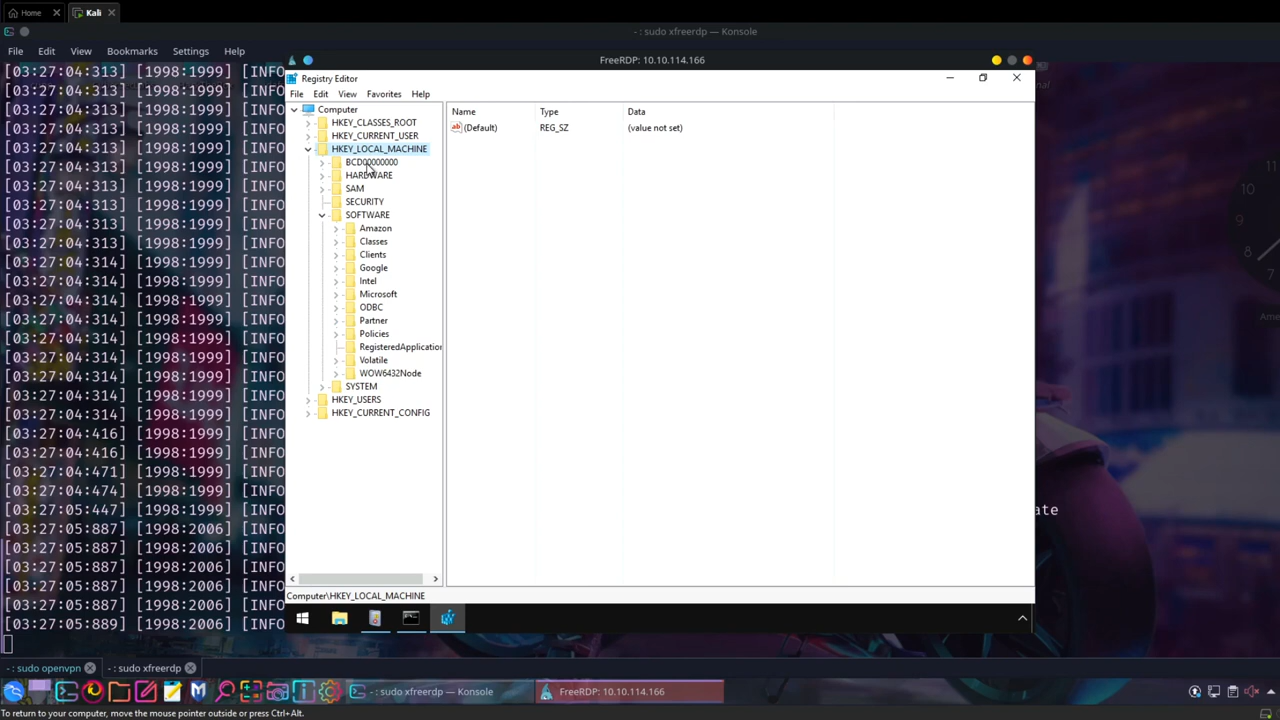 Home
Kali
- : sudo xfreerdp — Konsole
File Edit View Bookmarks Settings Help
FreeRDP: 10.10.114.166
[03:27:04:313] [1998:1999] [INFO
[03:27:04:313] [1998:1999] [INFO
[03:27:04:313] [1998:1999] [INFO
[03:27:04:313] [1998:1999] [INFO
[03:27:04:313] [1998:1999] [INFO
[03:27:04:313] [1998:1999] [INFO
[03:27:04:313] [1998:1999] [INFO
[03:27:04:313] [1998:1999] [INFO
[03:27:04:313] [1998:1999] [INFO
[03:27:04:313] [1998:1999] [INFO
[03:27:04:313] [1998:1999] [INFO
[03:27:04:314] [1998:1999] [INFO
[03:27:04:314] [1998:1999] [INFO
[03:27:04:314] [1998:1999] [INFO
[03:27:04:314] [1998:1999] [INFO
[03:27:04:314] [1998:1999] [INFO
[03:27:04:314] [1998:1999] [INFO
[03:27:04:314] [1998:1999] [INFO
[03:27:04:314] [1998:1999] [INFO
[03:27:04:416] [1998:1999] [INFO
[03:27:04:416] [1998:1999] [INFO
[03:27:04:471] [1998:1999] [INFO
[03:27:04:474] [1998:1999] [INFO
[03:27:05:447] [1998:1999] [INFO
[03:27:05:887] [1998:2006] [INFO
[03:27:05:887] [1998:2006] [INFO
[03:27:05:887] [1998:2006] [INFO
[03:27:05:887] [1998:2006] [INFO
[03:27:05:887] [1998:2006] [INFO
[03:27:05:889] [1998:2006] [INFO
Registry Editor
File Edit View Favorites Help
Computer
HKEY_CLASSES_ROOT
HKEY_CURRENT_USER
HKEY_LOCAL_MACHINE
BCD00000000
HARDWARE
SAM
SECURITY
SOFTWARE
Amazon
Classes
Clients
Google
Intel
Microsoft
ODBC
Partner
Policies
RegisteredApplication
Volatile
WOW6432Node
SYSTEM
HKEY_USERS
HKEY_CURRENT_CONFIG
Name Type Data
(Default) REG_SZ (value not set)
Computer\HKEY_LOCAL_MACHINE
nal
11
10
9
8
7
Ame
ate
- : sudo openvpn
- : sudo xfreerdp
- : sudo xfreerdp — Konsole
FreeRDP: 10.10.114.166
To return to your computer, move the mouse pointer outside or press Ctrl+Alt.